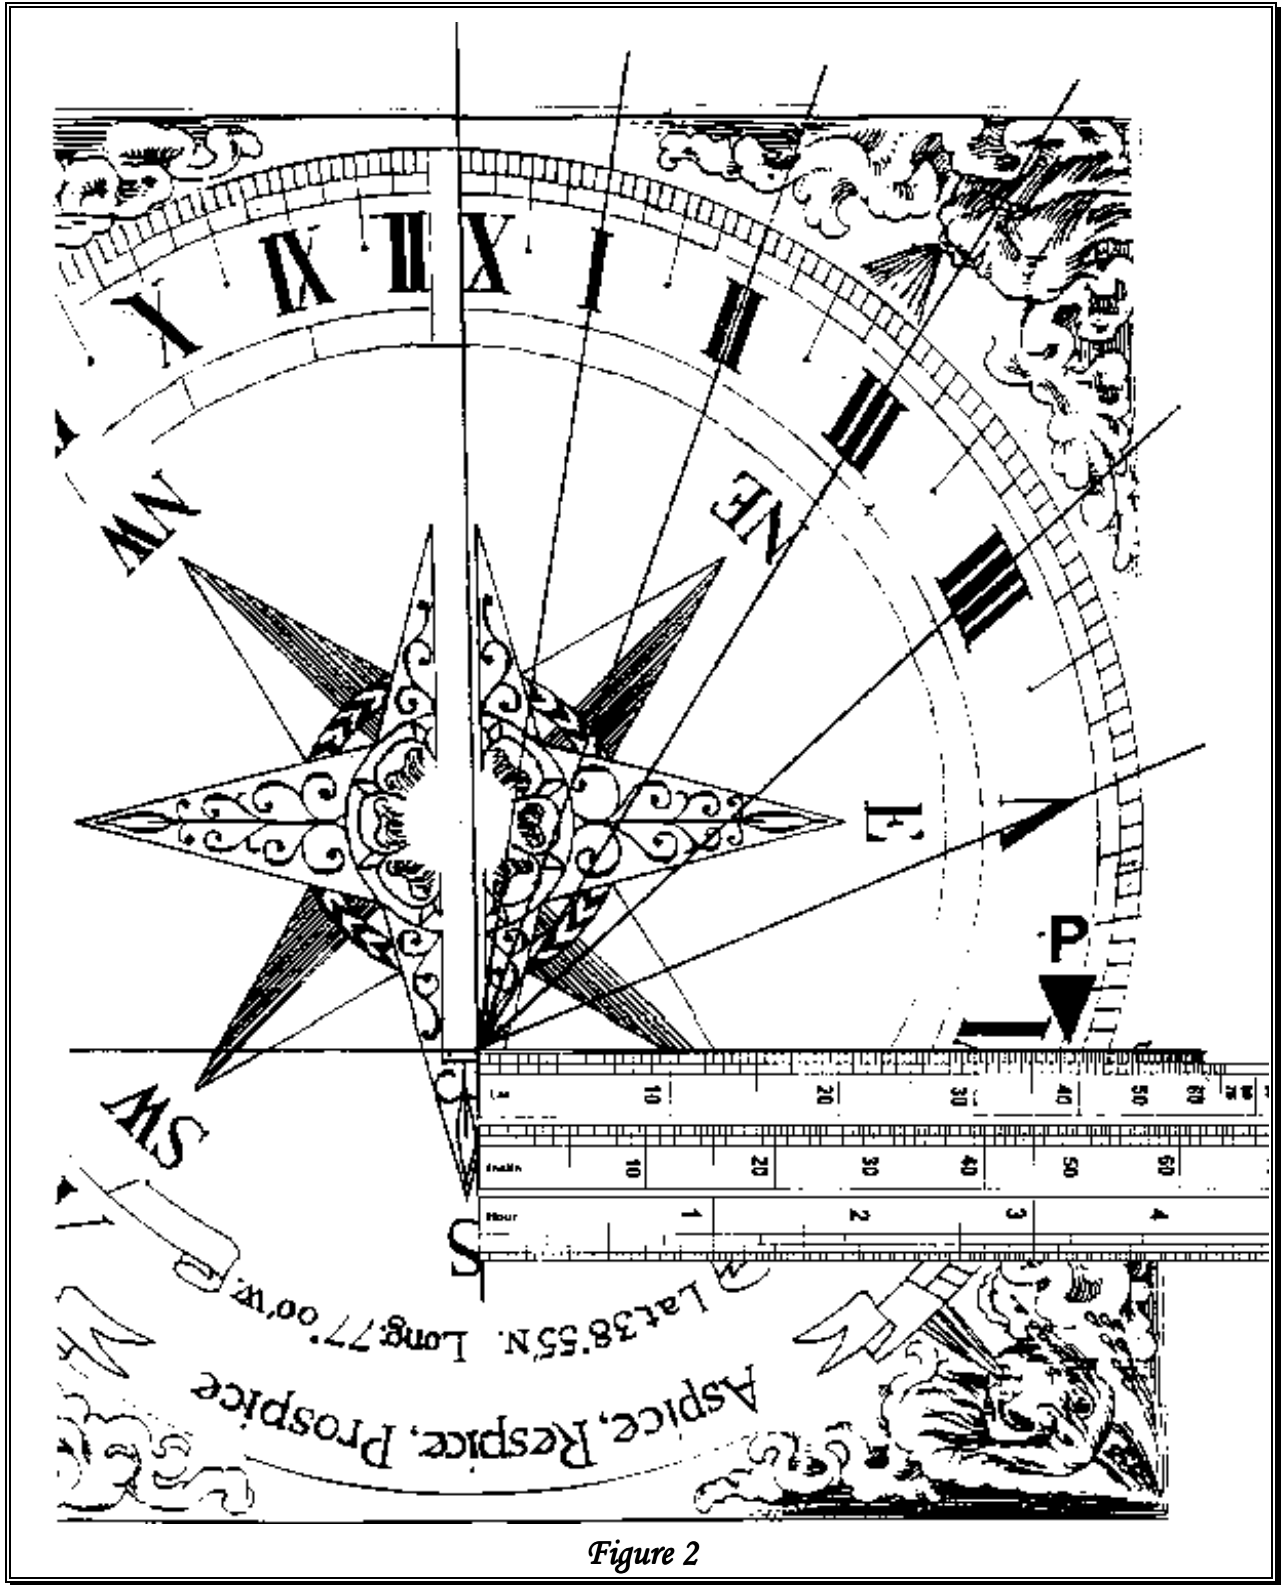 X
XI
XII
I
II
III
IIII
NW
NE
E
P
I
SW
S
Lat
10 20 30 40 50 60
10 20 30 40 50 60
Hour
1 2 3 4
Lat.38°55'N. Long.77°00'W.
Aspice, Respice, Prospice
Figure 2